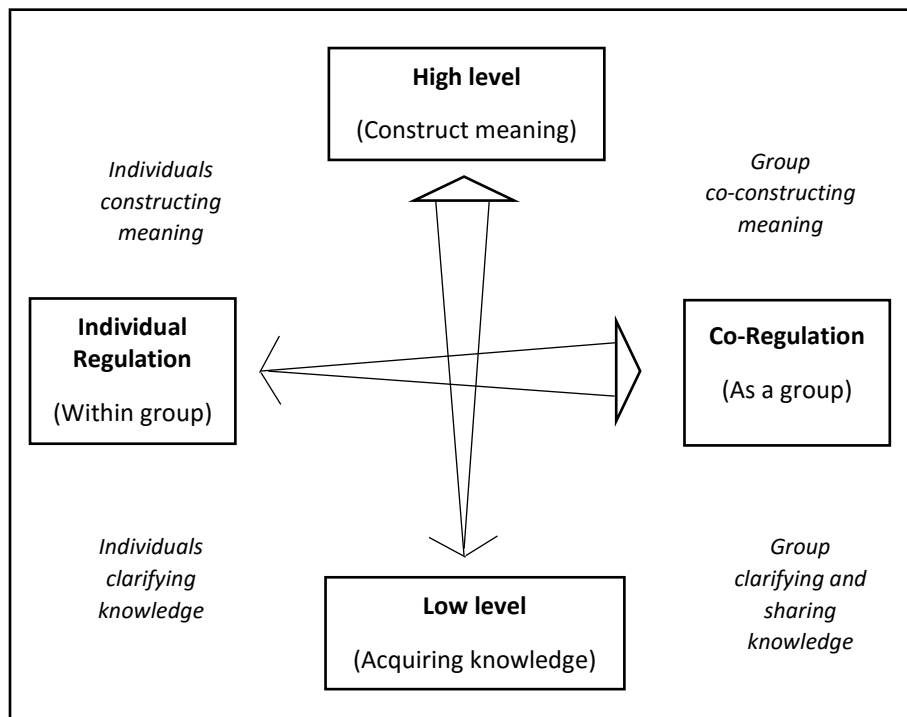 High level
(Construct meaning)
Individuals
constructing
meaning
Group
co-constructing
meaning
Individual
Regulation
(Within group)
Co-Regulation
(As a group)
Individuals
clarifying
knowledge
Group
clarifying and
sharing
knowledge
Low level
(Acquiring knowledge)